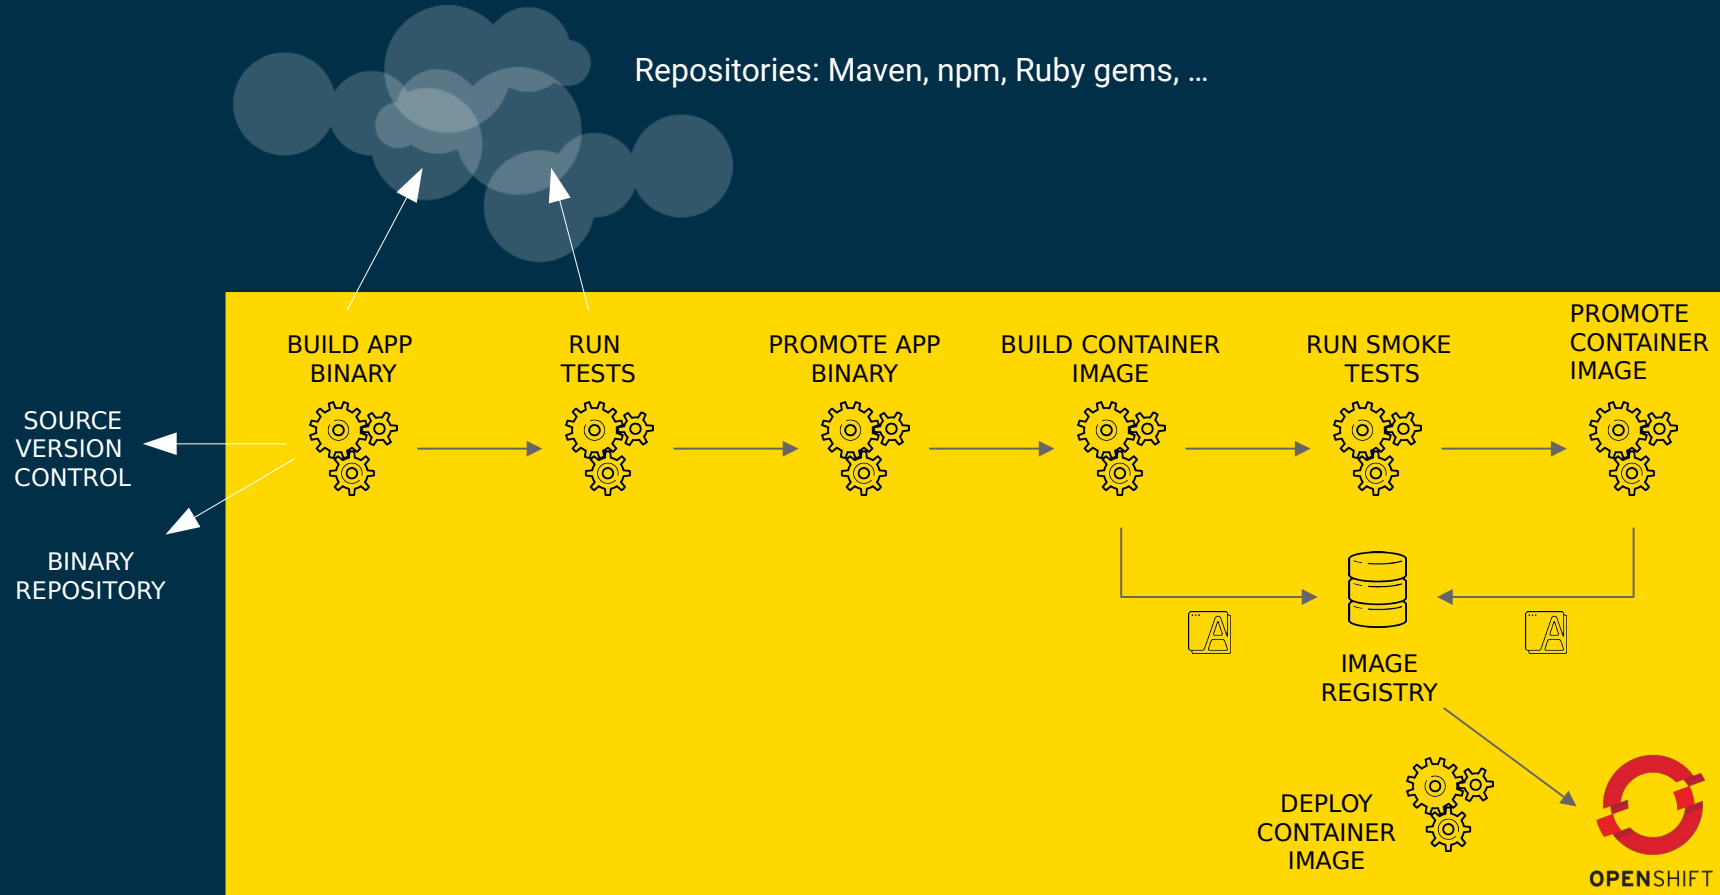 Repositories: Maven, npm, Ruby gems, …
BUILD APP
BINARY
RUN
TESTS
PROMOTE APP
BINARY
BUILD CONTAINER
IMAGE
RUN SMOKE
TESTS
PROMOTE
CONTAINER
IMAGE
SOURCE
VERSION
CONTROL
BINARY
REPOSITORY
A
A
IMAGE
REGISTRY
DEPLOY
CONTAINER
IMAGE
OPENSHIFT